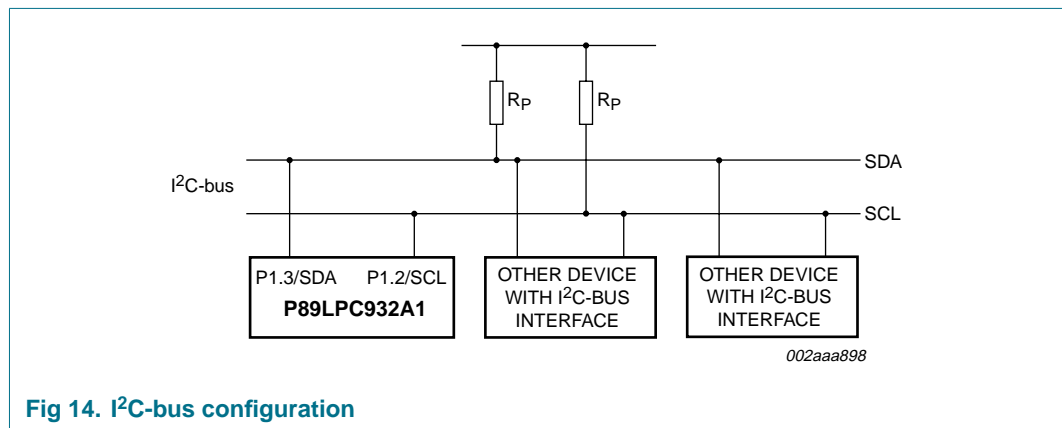 RP RP
SDA
I2C-bus
SCL
P1.3/SDA P1.2/SCL
P89LPC932A1
OTHER DEVICE
WITH I2C-BUS
INTERFACE
OTHER DEVICE
WITH I2C-BUS
INTERFACE
002aaa898
Fig 14. I2C-bus configuration